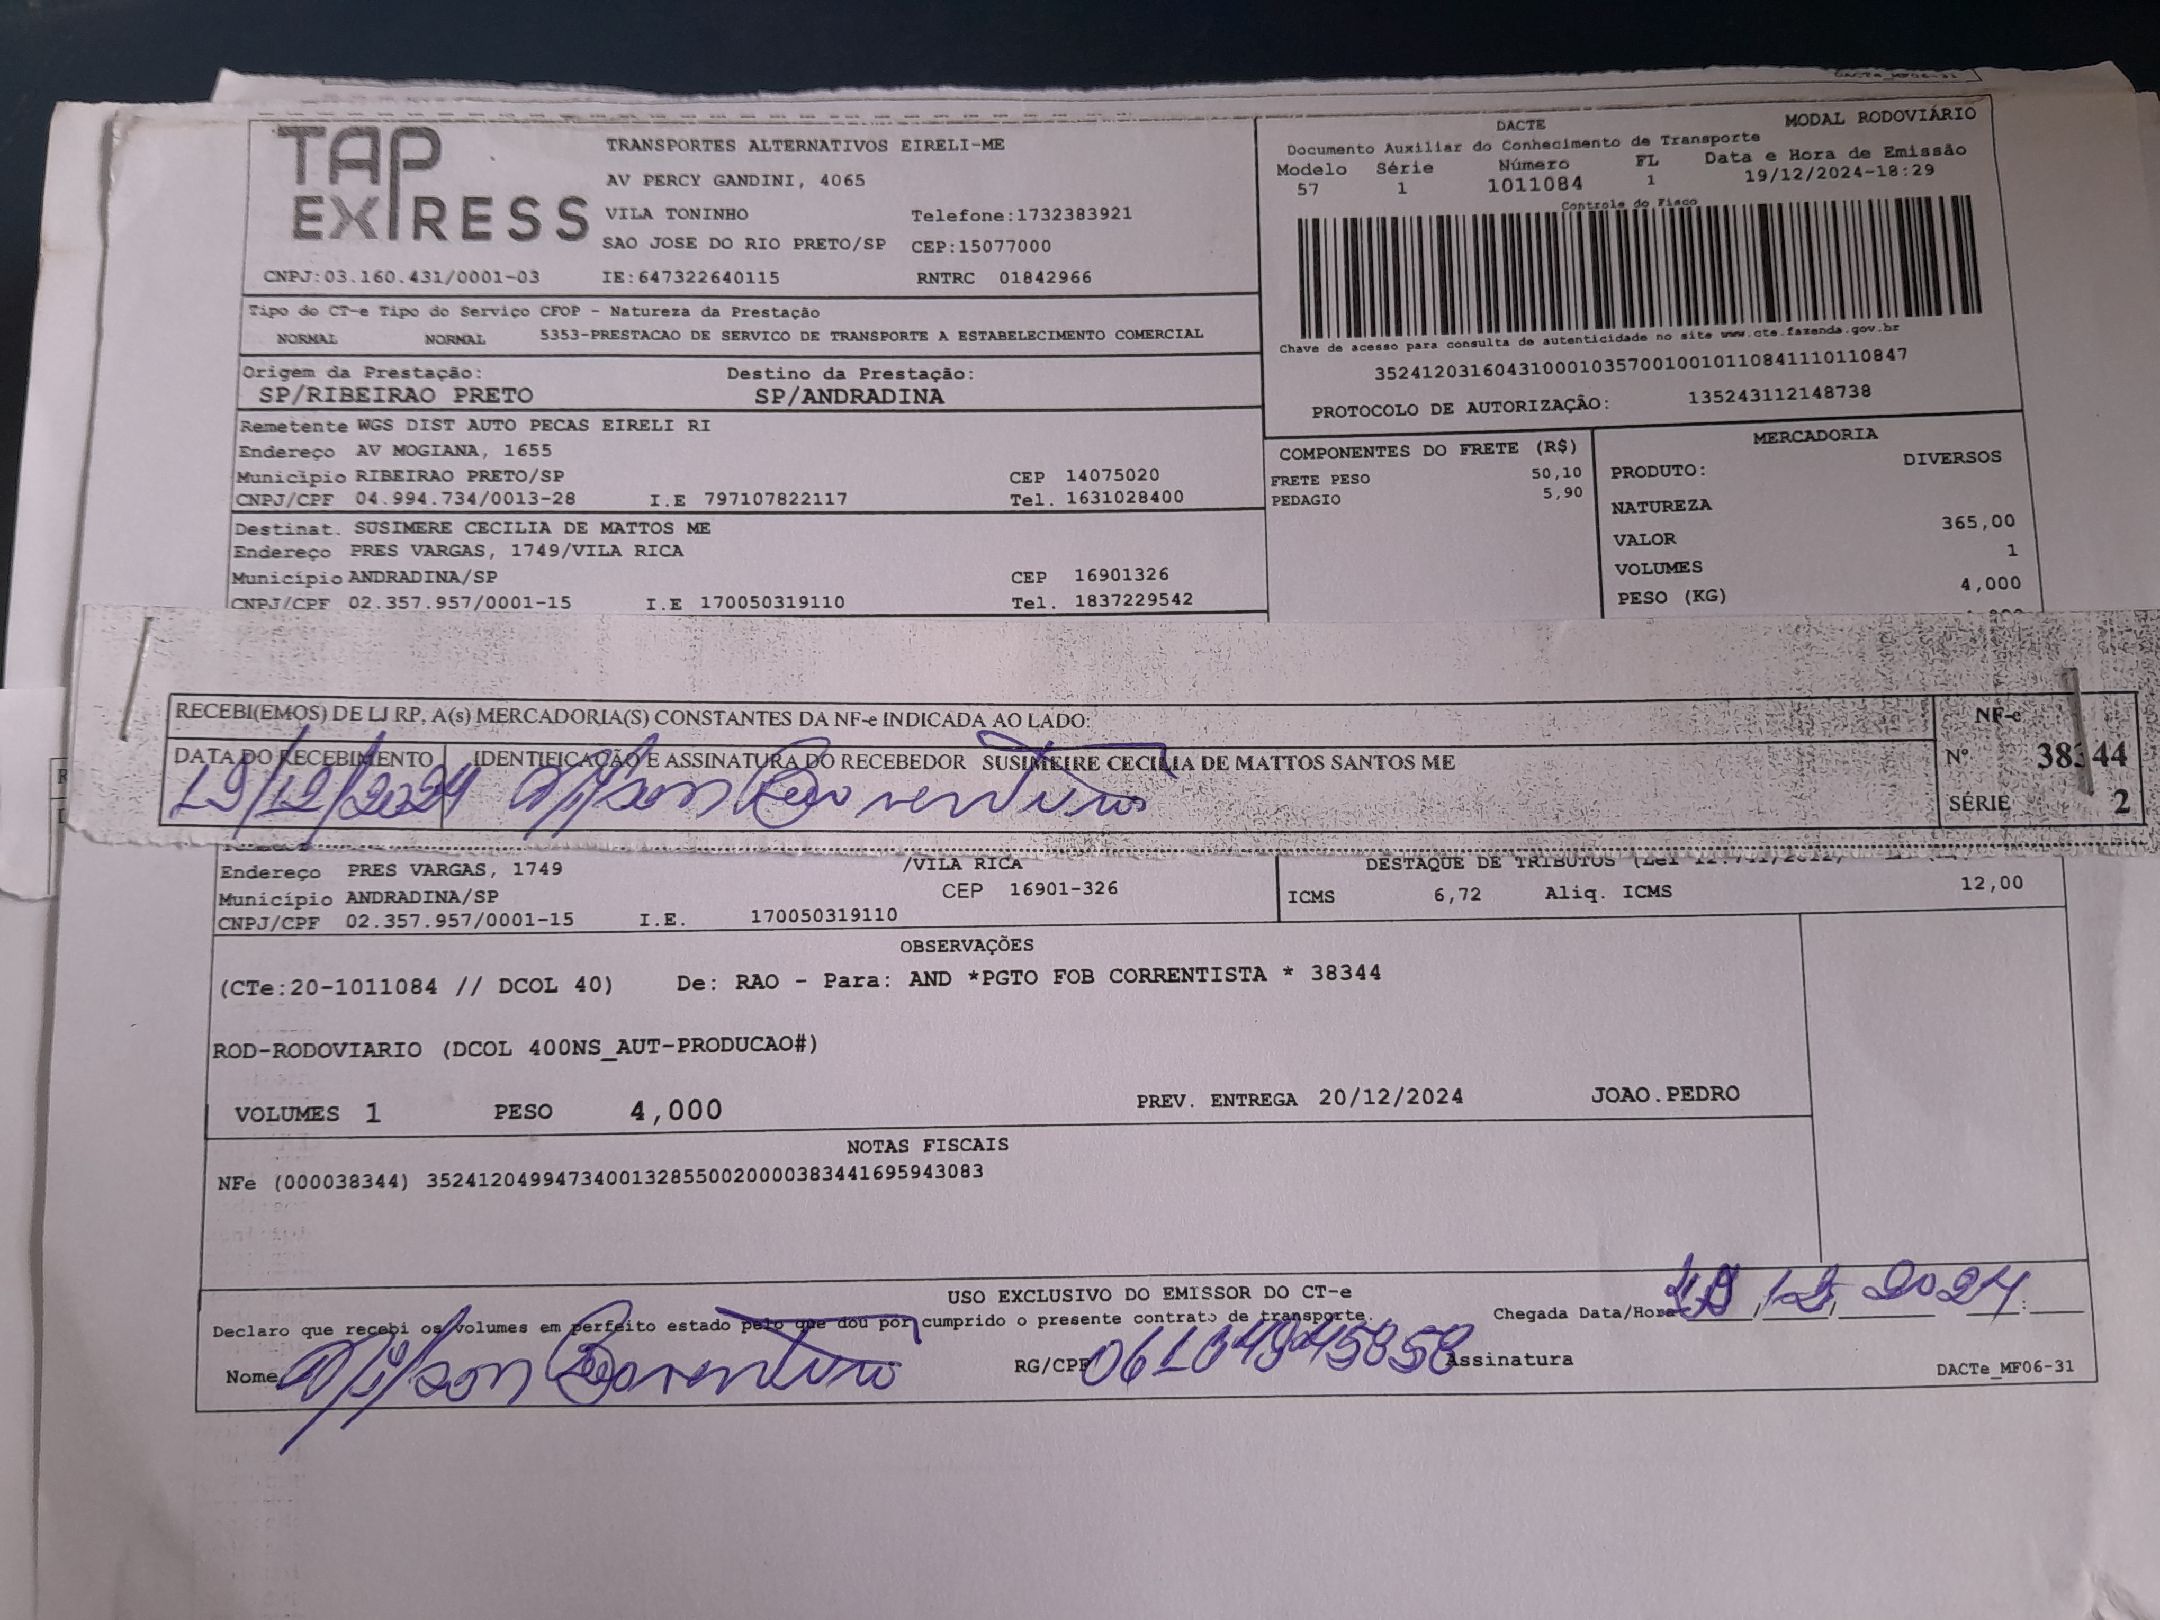 TAP
EXPRESS
TRANSPORTES ALTERNATIVOS EIRELI-ME
AV PERCY GANDINI, 4065
VILA TONINHO Telefone:1732383921
SAO JOSE DO RIO PRETO/SP CEP:15077000
CNPJ:03.160.431/0001-03 IE:647322640115 RNTRC 01842966
DACTE MODAL RODOVIÁRIO
Documento Auxiliar do Conhecimento de Transporte
Modelo Série Número FL Data e Hora de Emissão
57 1 1011084 1 19/12/2024-18:29
Controle do Fisco
Chave de acesso para consulta de autenticidade no site www.cte.fazenda.gov.br
35241203160431000103570010010110841110110847
PROTOCOLO DE AUTORIZAÇÃO: 135243112148738
Tipo do CT-e Tipo do Serviço CFOP - Natureza da Prestação
NORMAL NORMAL 5353-PRESTACAO DE SERVICO DE TRANSPORTE A ESTABELECIMENTO COMERCIAL
Origem da Prestação: Destino da Prestação:
SP/RIBEIRAO PRETO SP/ANDRADINA
Remetente WGS DIST AUTO PECAS EIRELI RI
Endereço AV MOGIANA, 1655
Município RIBEIRAO PRETO/SP CEP 14075020
CNPJ/CPF 04.994.734/0013-28 I.E 797107822117 Tel. 1631028400
Destinat. SUSIMERE CECILIA DE MATTOS ME
Endereço PRES VARGAS, 1749/VILA RICA
Município ANDRADINA/SP CEP 16901326
CNPJ/CPF 02.357.957/0001-15 I.E 170050319110 Tel. 1837229542
COMPONENTES DO FRETE (R$)
FRETE PESO 50,10
PEDAGIO 5,90
MERCADORIA
PRODUTO: DIVERSOS
NATUREZA
VALOR 365,00
VOLUMES 1
PESO (KG) 4,000
RECEBI(EMOS) DE LJ RP, A(s) MERCADORIA(S) CONSTANTES DA NF-e INDICADA AO LADO:
DATA DO RECEBIMENTO IDENTIFICAÇÃO E ASSINATURA DO RECEBEDOR SUSIMEIRE CECILIA DE MATTOS SANTOS ME
19/12/2024 Nilson Boaventura
NF-e
Nº 38344
SÉRIE 2
Endereço PRES VARGAS, 1749 /VILA RICA
Município ANDRADINA/SP CEP 16901-326
CNPJ/CPF 02.357.957/0001-15 I.E. 170050319110
DESTAQUE DE TRIBUTOS
ICMS 6,72 Aliq. ICMS 12,00
OBSERVAÇÕES
(CTe:20-1011084 // DCOL 40) De: RAO - Para: AND *PGTO FOB CORRENTISTA * 38344
ROD-RODOVIARIO (DCOL 400NS_AUT-PRODUCAO#)
VOLUMES 1 PESO 4,000 PREV. ENTREGA 20/12/2024 JOAO.PEDRO
NOTAS FISCAIS
NFe (000038344) 35241204994734001328550020000383441695943083
USO EXCLUSIVO DO EMISSOR DO CT-e
Declaro que recebi os volumes em perfeito estado pelo que dou por cumprido o presente contrato de transporte. Chegada Data/Hora 12, 2024
Nome Nilson Boaventura RG/CPF Assinatura
DACTe_MF06-31